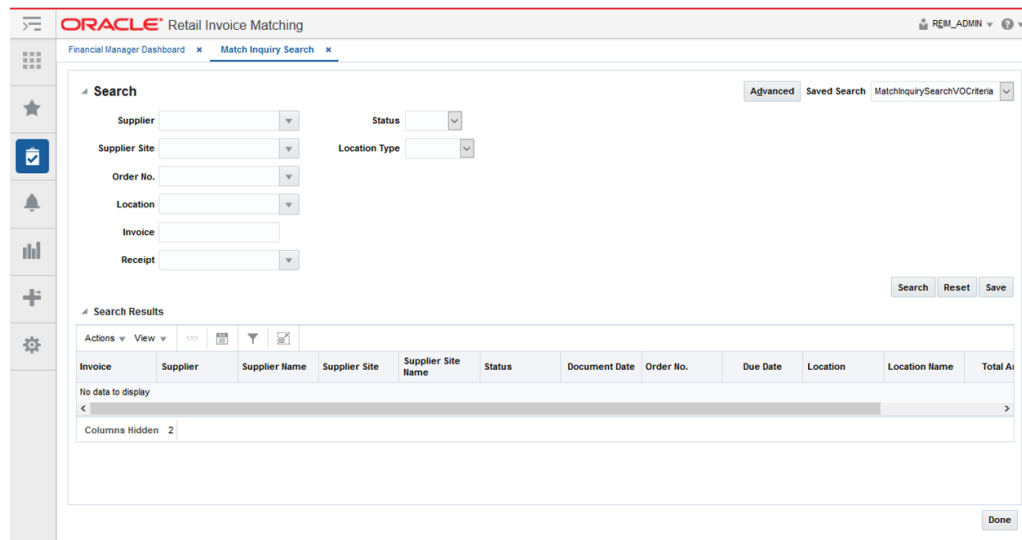 ORACLE® Retail Invoice Matching
REIM_ADMIN
Financial Manager Dashboard × Match Inquiry Search ×
Search
Advanced Saved Search MatchInquirySearchVOCriteria
Supplier Status
Supplier Site Location Type
Order No.
Location
Invoice
Receipt
Search Reset Save
Search Results
Actions View
Invoice Supplier Supplier Name Supplier Site Supplier Site Name Status Document Date Order No. Due Date Location Location Name Total
No data to display
Columns Hidden 2
Done